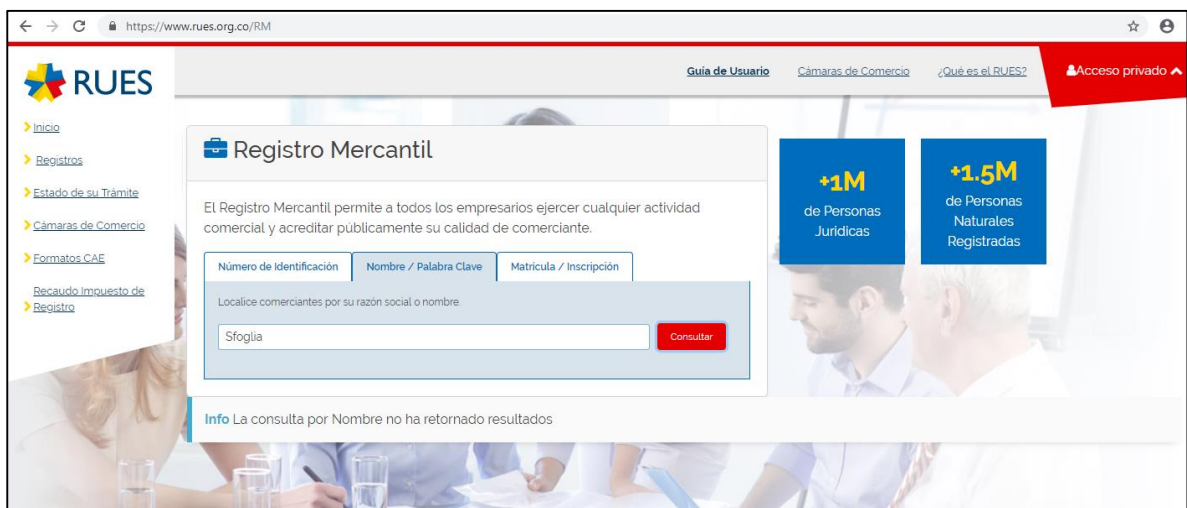 https://www.rues.org.co/RM
RUES
Guía de Usuario
Cámaras de Comercio
¿Qué es el RUES?
Acceso privado
Inicio
Registros
Estado de su Trámite
Cámaras de Comercio
Formatos CAE
Recaudo Impuesto de
Registro
Registro Mercantil
El Registro Mercantil permite a todos los empresarios ejercer cualquier actividad
comercial y acreditar públicamente su calidad de comerciante.
Número de Identificación
Nombre / Palabra Clave
Matrícula / Inscripción
Localice comerciantes por su razón social o nombre.
Sfoglia
Consultar
+1M
de Personas
Jurídicas
+1.5M
de Personas
Naturales
Registradas
Info La consulta por Nombre no ha retornado resultados